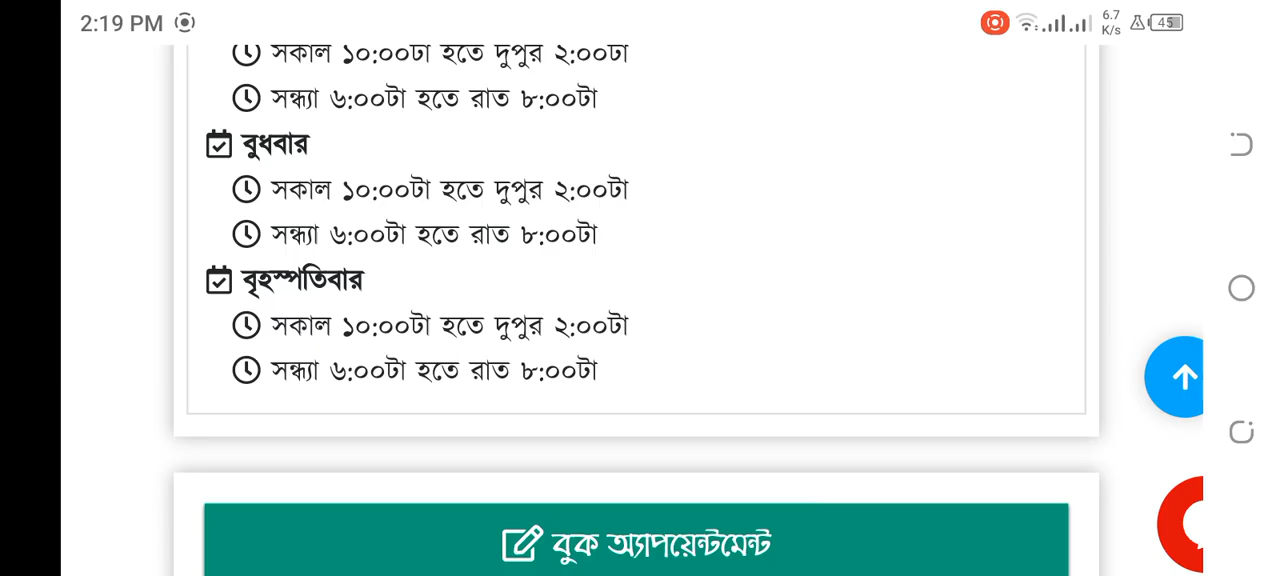 2:19 PM
6.7
K/s
45
সকাল ১০:০০টা হতে দুপুর ২:০০টা
সন্ধ্যা ৬:০০টা হতে রাত ৮:০০টা
বুধবার
সকাল ১০:০০টা হতে দুপুর ২:০০টা
সন্ধ্যা ৬:০০টা হতে রাত ৮:০০টা
বৃহস্পতিবার
সকাল ১০:০০টা হতে দুপুর ২:০০টা
সন্ধ্যা ৬:০০টা হতে রাত ৮:০০টা
বুক অ্যাপয়েন্টমেন্ট